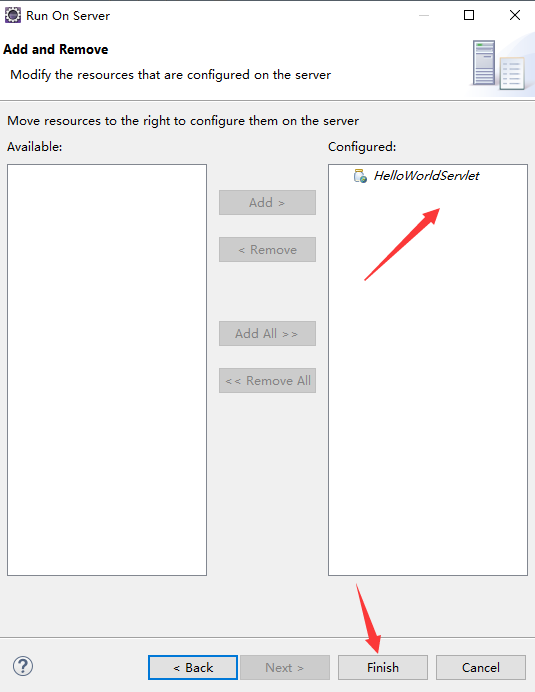 Run On Server
Add and Remove
Modify the resources that are configured on the server
Move resources to the right to configure them on the server
Available:
Configured:
HelloWorldServlet
Add >
< Remove
Add All >>
<< Remove All
?
< Back
Next >
Finish
Cancel